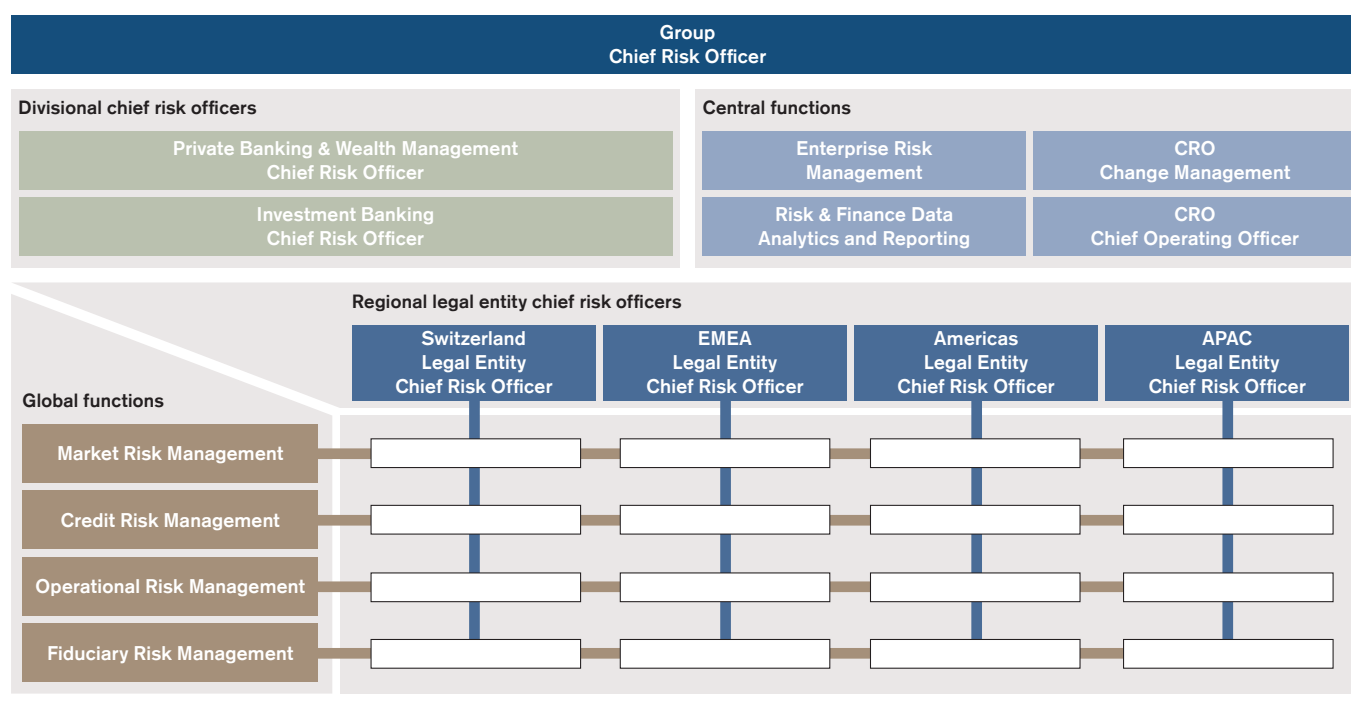 Group
Chief Risk Officer
Divisional chief risk officers
Private Banking & Wealth Management
Chief Risk Officer
Investment Banking
Chief Risk Officer
Central functions
Enterprise Risk
Management
CRO
Change Management
Risk & Finance Data
Analytics and Reporting
CRO
Chief Operating Officer
Regional legal entity chief risk officers
Switzerland
Legal Entity
Chief Risk Officer
EMEA
Legal Entity
Chief Risk Officer
Americas
Legal Entity
Chief Risk Officer
APAC
Legal Entity
Chief Risk Officer
Global functions
Market Risk Management
Credit Risk Management
Operational Risk Management
Fiduciary Risk Management